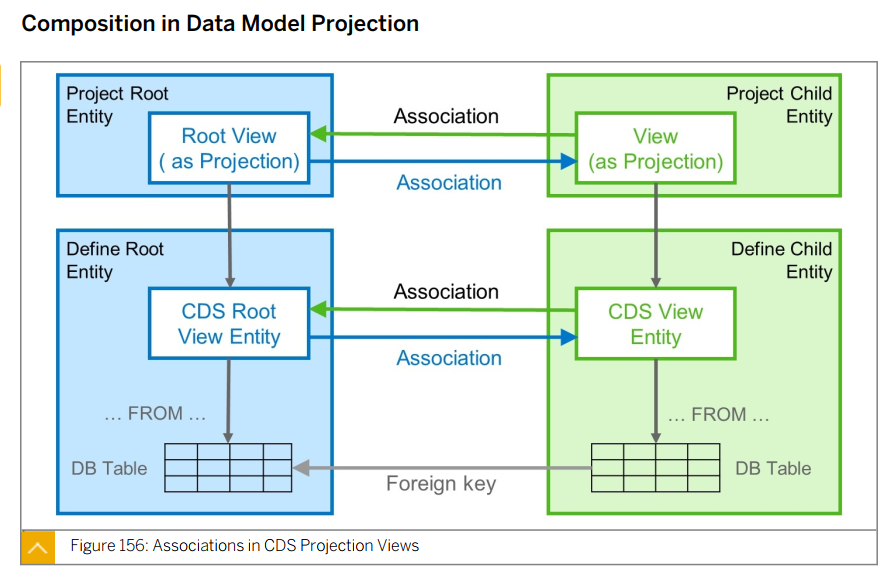 Composition in Data Model Projection
Project Root
Entity
Root View
( as Projection)
Association
Association
Project Child
Entity
View
(as Projection)
Define Root
Entity
CDS Root
View Entity
Association
Association
Define Child
Entity
CDS View
Entity
... FROM ...
DB Table
Foreign key
... FROM ...
DB Table
Figure 156: Associations in CDS Projection Views